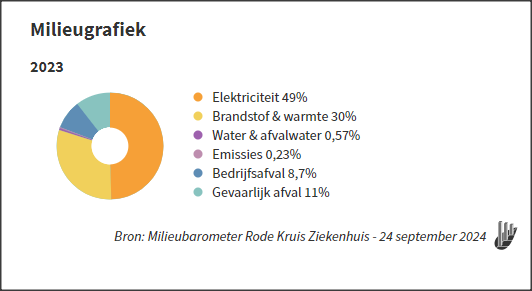 Milieugrafiek
2023
Elektriciteit 49%
Brandstof & warmte 30%
Water & afvalwater 0,57%
Emissies 0,23%
Bedrijfsafval 8,7%
Gevaarlijk afval 11%
Bron: Milieubarometer Rode Kruis Ziekenhuis - 24 september 2024